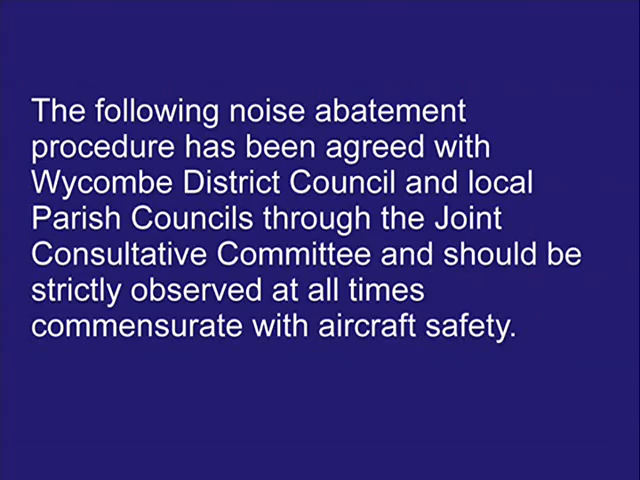 The following noise abatement
procedure has been agreed with
Wycombe District Council and local
Parish Councils through the Joint
Consultative Committee and should be
strictly observed at all times
commensurate with aircraft safety.